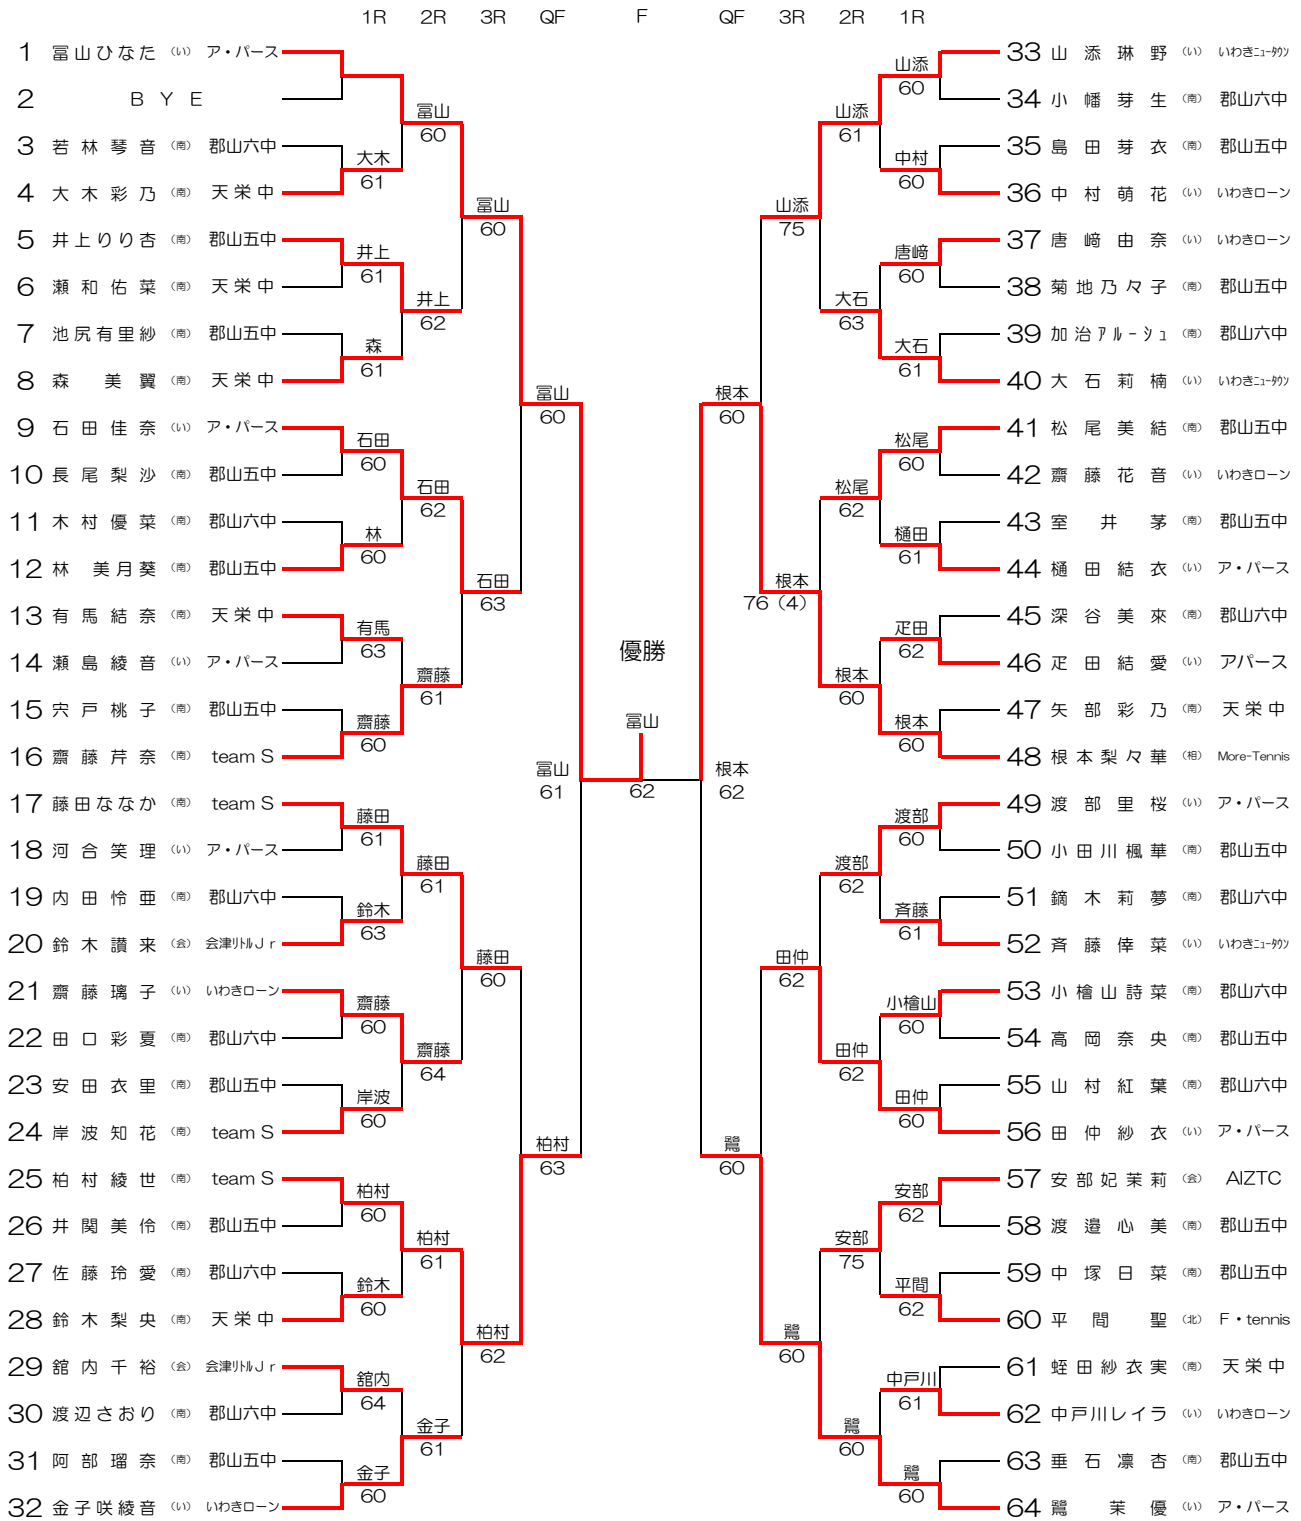 1R 2R 3R QF F QF 3R 2R 1R
1 冨山ひなた (い) ア・パース
2 BYE
3 若林琴音 (南) 郡山六中
4 大木彩乃 (南) 天栄中
5 井上りり杏 (南) 郡山五中
6 瀬和佑菜 (南) 天栄中
7 池尻有里紗 (南) 郡山五中
8 森美翼 (南) 天栄中
9 石田佳奈 (い) ア・パース
10 長尾梨沙 (南) 郡山五中
11 木村優菜 (南) 郡山六中
12 林美月葵 (南) 郡山五中
13 有馬結奈 (南) 天栄中
14 瀬島綾音 (い) ア・パース
15 宍戸桃子 (南) 郡山五中
16 齋藤芹奈 (南) team S
17 藤田ななか (南) team S
18 河合笑理 (い) ア・パース
19 内田怜亜 (南) 郡山六中
20 鈴木讃来 (会) 会津リトルJr
21 齋藤璃子 (い) いわきローン
22 田口彩夏 (南) 郡山六中
23 安田衣里 (南) 郡山五中
24 岸波知花 (南) team S
25 柏村綾世 (南) team S
26 井関美伶 (南) 郡山五中
27 佐藤玲愛 (南) 郡山六中
28 鈴木梨央 (南) 天栄中
29 舘内千裕 (会) 会津リトルJr
30 渡辺さおり (南) 郡山六中
31 阿部瑠奈 (南) 郡山五中
32 金子咲綾音 (い) いわきローン
大木
61
井上
61
森
61
石田
60
林
60
有馬
63
齋藤
60
藤田
61
鈴木
63
齋藤
60
岸波
60
柏村
60
鈴木
60
舘内
64
金子
60
冨山
60
井上
62
石田
62
齋藤
61
藤田
61
齋藤
64
柏村
61
金子
61
冨山
60
石田
63
藤田
60
柏村
62
冨山
60
柏村
63
冨山
61
優勝
冨山
62
根本
62
根本
60
鷺
60
山添
75
根本
76(4)
田仲
62
鷺
60
山添
61
大石
63
松尾
62
根本
60
渡部
62
田仲
62
安部
75
鷺
60
山添
60
中村
60
唐﨑
60
大石
61
松尾
60
樋田
61
疋田
62
根本
60
渡部
60
斉藤
61
小檜山
60
田仲
60
安部
62
平間
62
中戸川
61
鷺
60
33 山添琳野 (い) いわきニュータウン
34 小幡芽生 (南) 郡山六中
35 島田芽衣 (南) 郡山五中
36 中村萌花 (い) いわきローン
37 唐﨑由奈 (い) いわきローン
38 菊地乃々子 (南) 郡山五中
39 加治アルーシュ (南) 郡山六中
40 大石莉楠 (い) いわきニュータウン
41 松尾美結 (南) 郡山五中
42 齋藤花音 (い) いわきローン
43 室井茅 (南) 郡山五中
44 樋田結衣 (い) ア・パース
45 深谷美來 (南) 郡山六中
46 疋田結愛 (い) アパース
47 矢部彩乃 (南) 天栄中
48 根本梨々華 (相) More-Tennis
49 渡部里桜 (い) ア・パース
50 小田川楓華 (南) 郡山五中
51 鏑木莉夢 (南) 郡山六中
52 斉藤倖菜 (い) いわきニュータウン
53 小檜山詩菜 (南) 郡山六中
54 高岡奈央 (南) 郡山五中
55 山村紅葉 (南) 郡山六中
56 田仲紗衣 (い) ア・パース
57 安部妃茉莉 (会) AIZTC
58 渡邉心美 (南) 郡山五中
59 中塚日菜 (南) 郡山五中
60 平間聖 (北) F・tennis
61 蛭田紗衣実 (南) 天栄中
62 中戸川レイラ (い) いわきローン
63 垂石凛杏 (南) 郡山五中
64 鷺茉優 (い) ア・パース